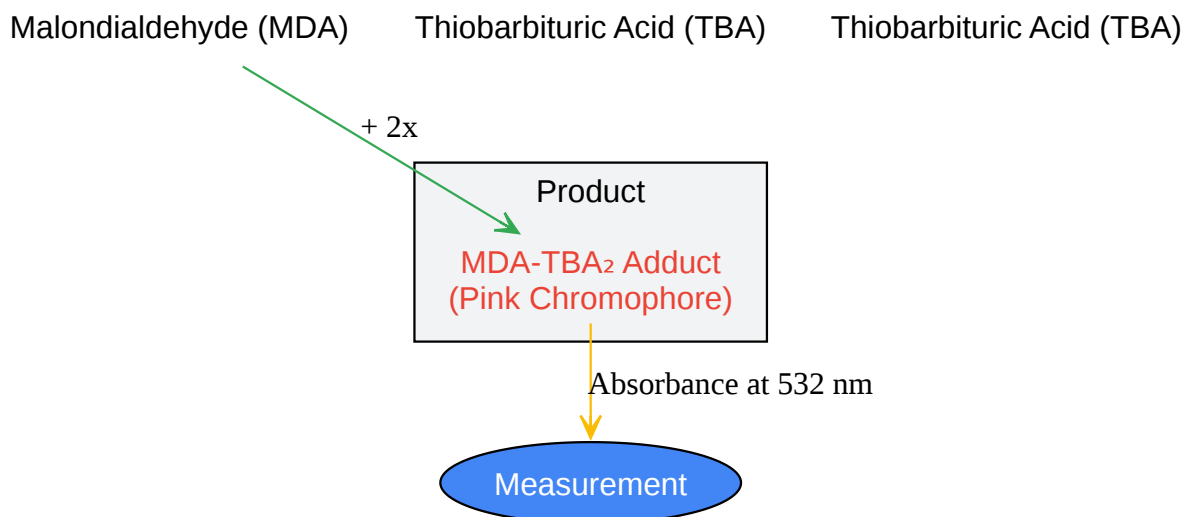 Malondialdehyde (MDA)
Thiobarbituric Acid (TBA)
Thiobarbituric Acid (TBA)
+ 2x
Product
MDA-TBA₂ Adduct
(Pink Chromophore)
Absorbance at 532 nm
Measurement